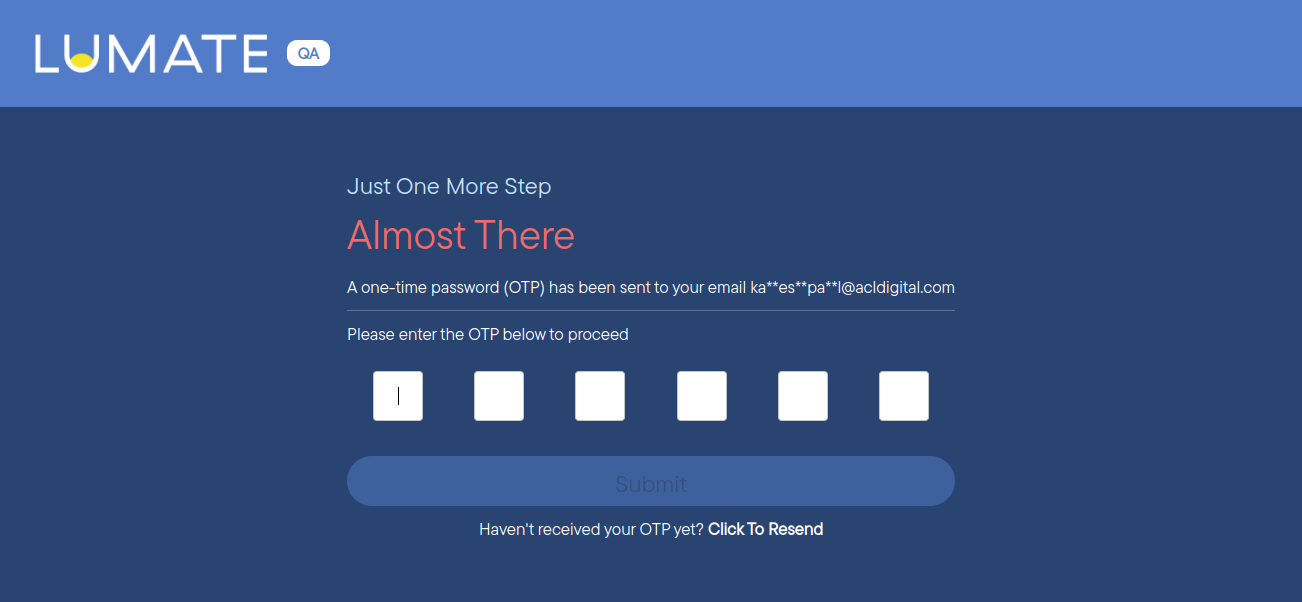 LUMATE QA
Just One More Step
Almost There
A one-time password (OTP) has been sent to your email ka**es**pa**l@acldigital.com
Please enter the OTP below to proceed
Submit
Haven't received your OTP yet? Click To Resend